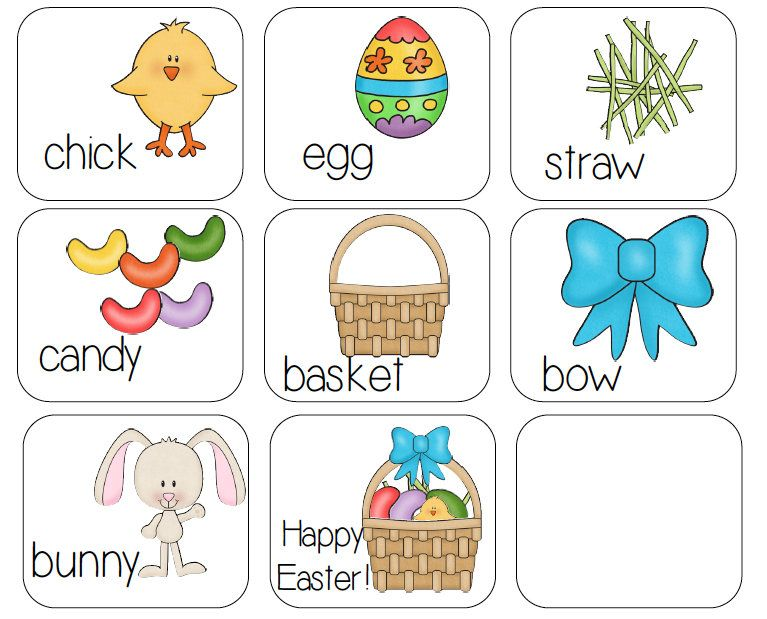 chick
egg
straw
candy
basket
bow
bunny
Happy
Easter!